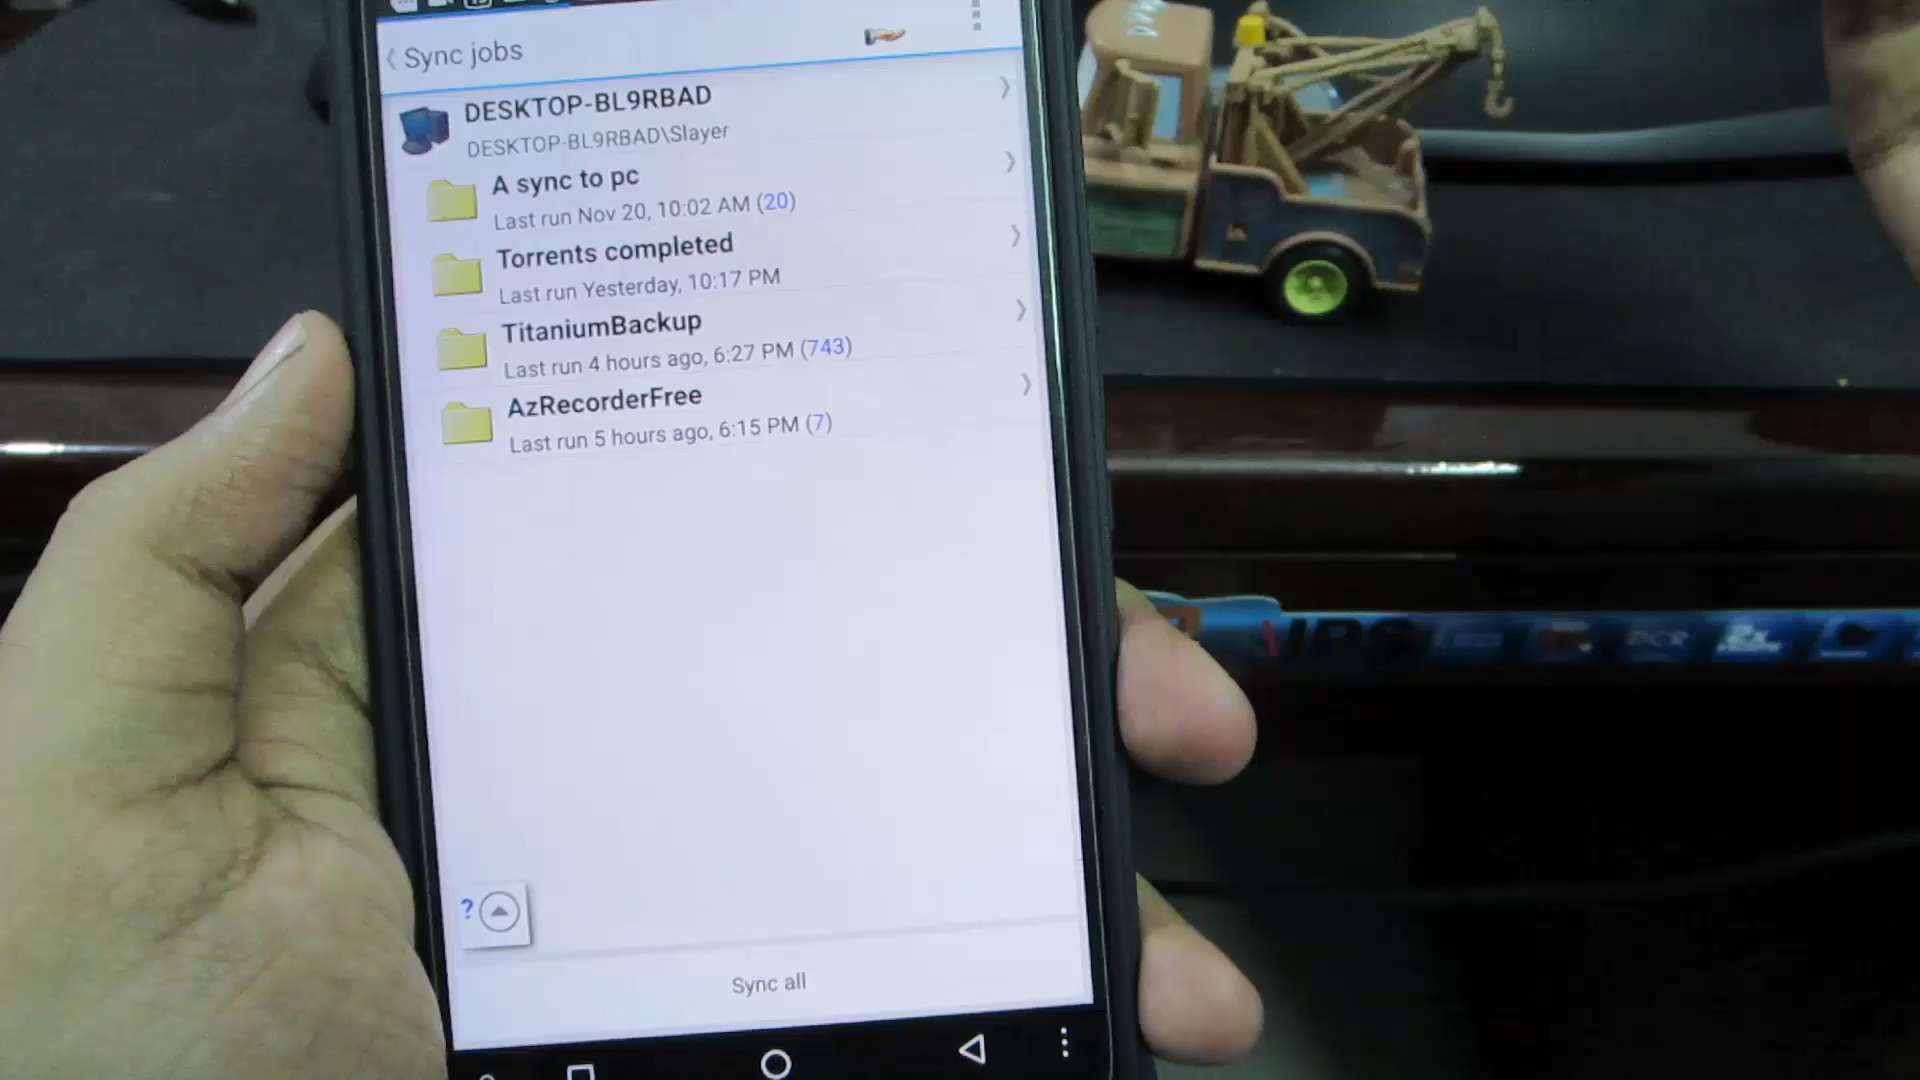 Sync jobs
DESKTOP-BL9RBAD
DESKTOP-BL9RBAD\Slayer
A sync to pc
Last run Nov 20, 10:02 AM (20)
Torrents completed
Last run Yesterday, 10:17 PM
TitaniumBackup
Last run 4 hours ago, 6:27 PM (743)
AzRecorderFree
Last run 5 hours ago, 6:15 PM (7)
?
Sync all